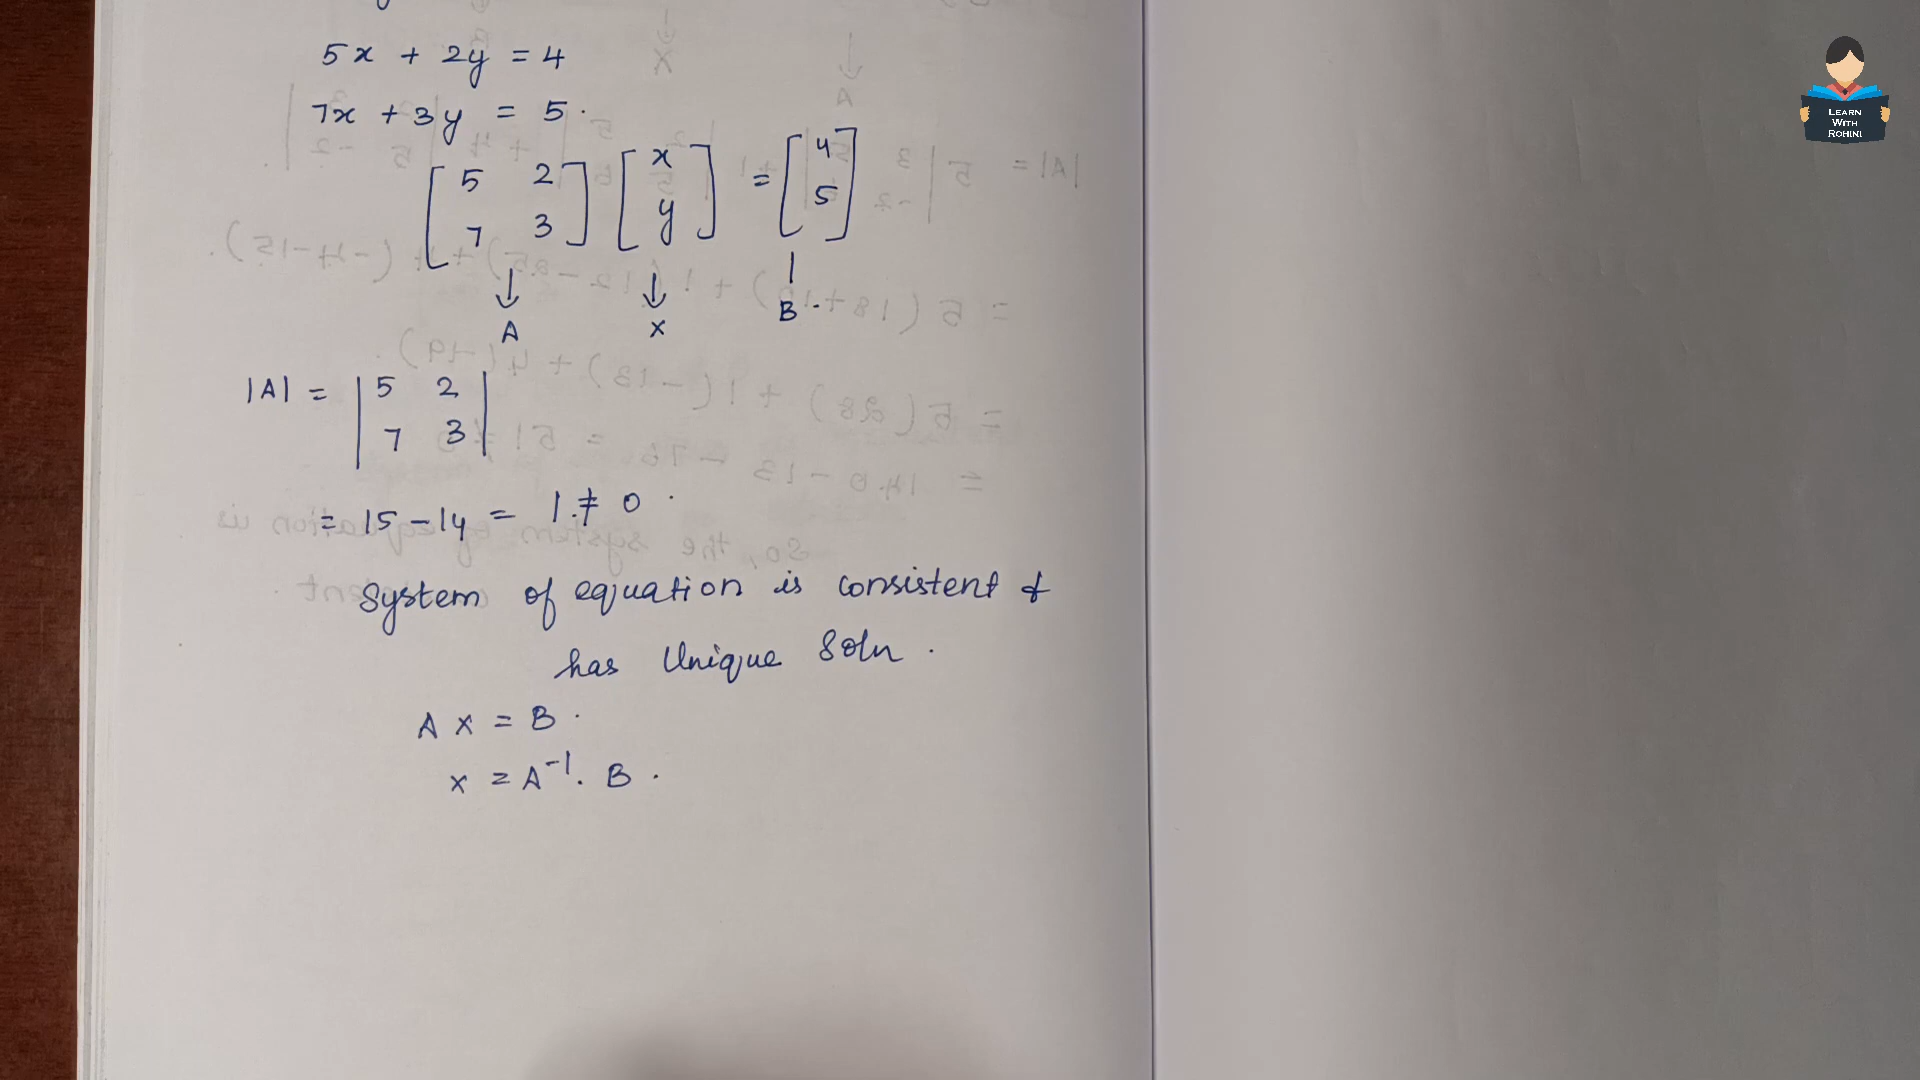 5x + 2y = 4
7x + 3y = 5.
[5 2 7 3] [x y] = [4 5]
A x B.
|A| = |5 2
7 3|
= 15 - 14 = 1 ≠ 0.
System of equation is consistent &
has Unique Soln.
A x = B.
x = A⁻¹. B.
LEARN
WITH
ROHINI